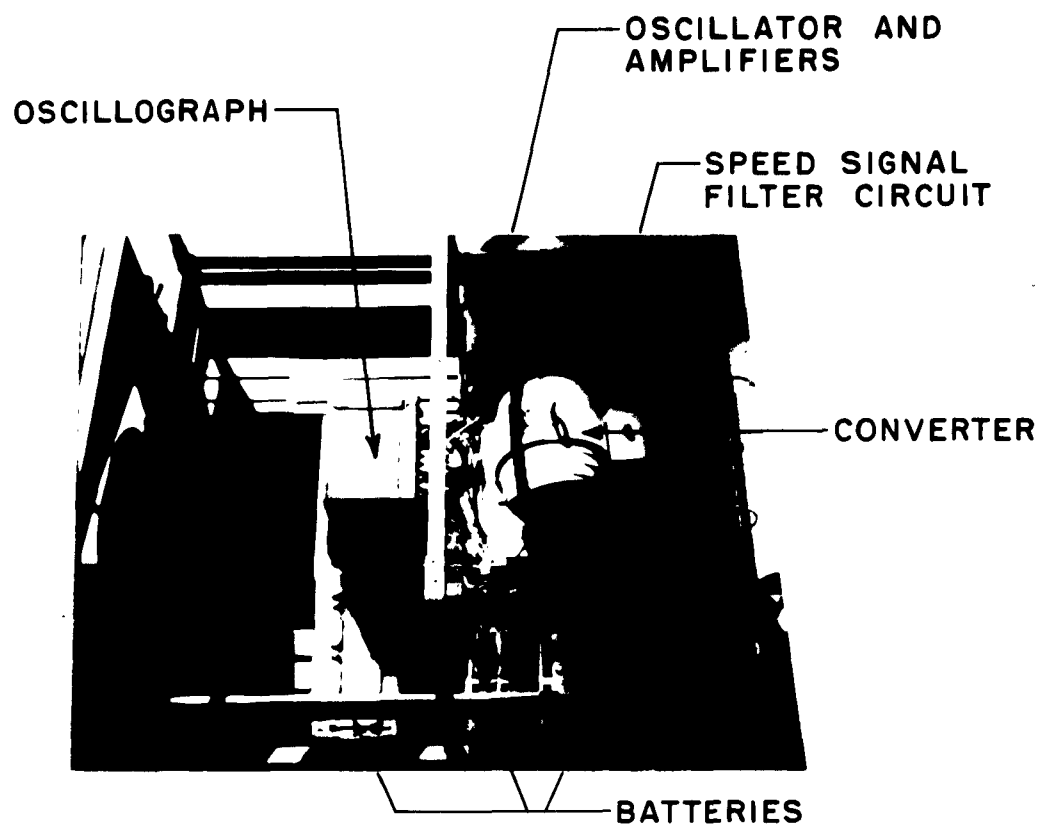 OSCILLATOR AND
AMPLIFIERS
OSCILLOGRAPH
SPEED SIGNAL
FILTER CIRCUIT
CONVERTER
BATTERIES